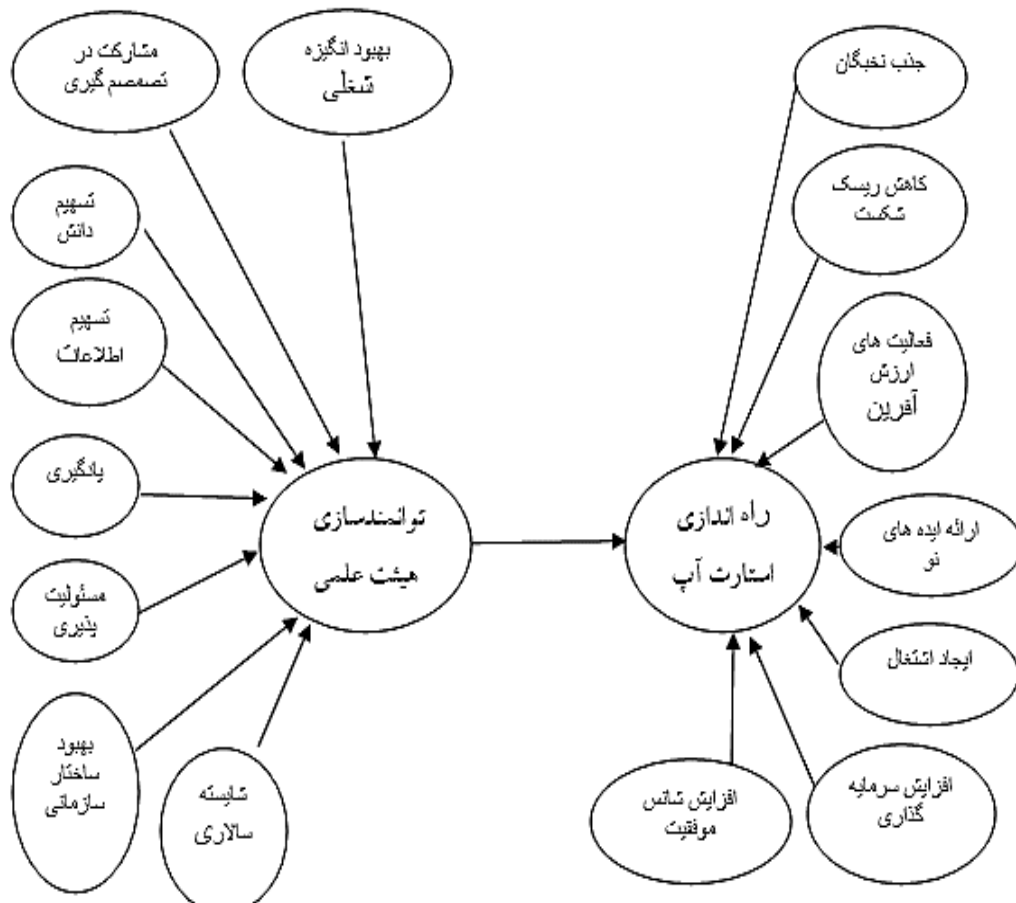 مشارکت در
تصمصم گیری
بهبود انگیزه
شغلی
جذب نخبگان
تسهیم
دانش
کاهش ریسک
شکست
تسهیم
اطلاعات
فعالیت های
ارزش
آفرین
یادگیری
توانمندسازی
هیئت علمی
راه اندازی
استارت آپ
ارائه ایده های
نو
مسئولیت
پذیری
ایجاد اشتغال
بهبود
ساختار
سازمانی
شایسته
سالاری
افزایش شانس
موفقیت
افزایش سرمایه
گذاری